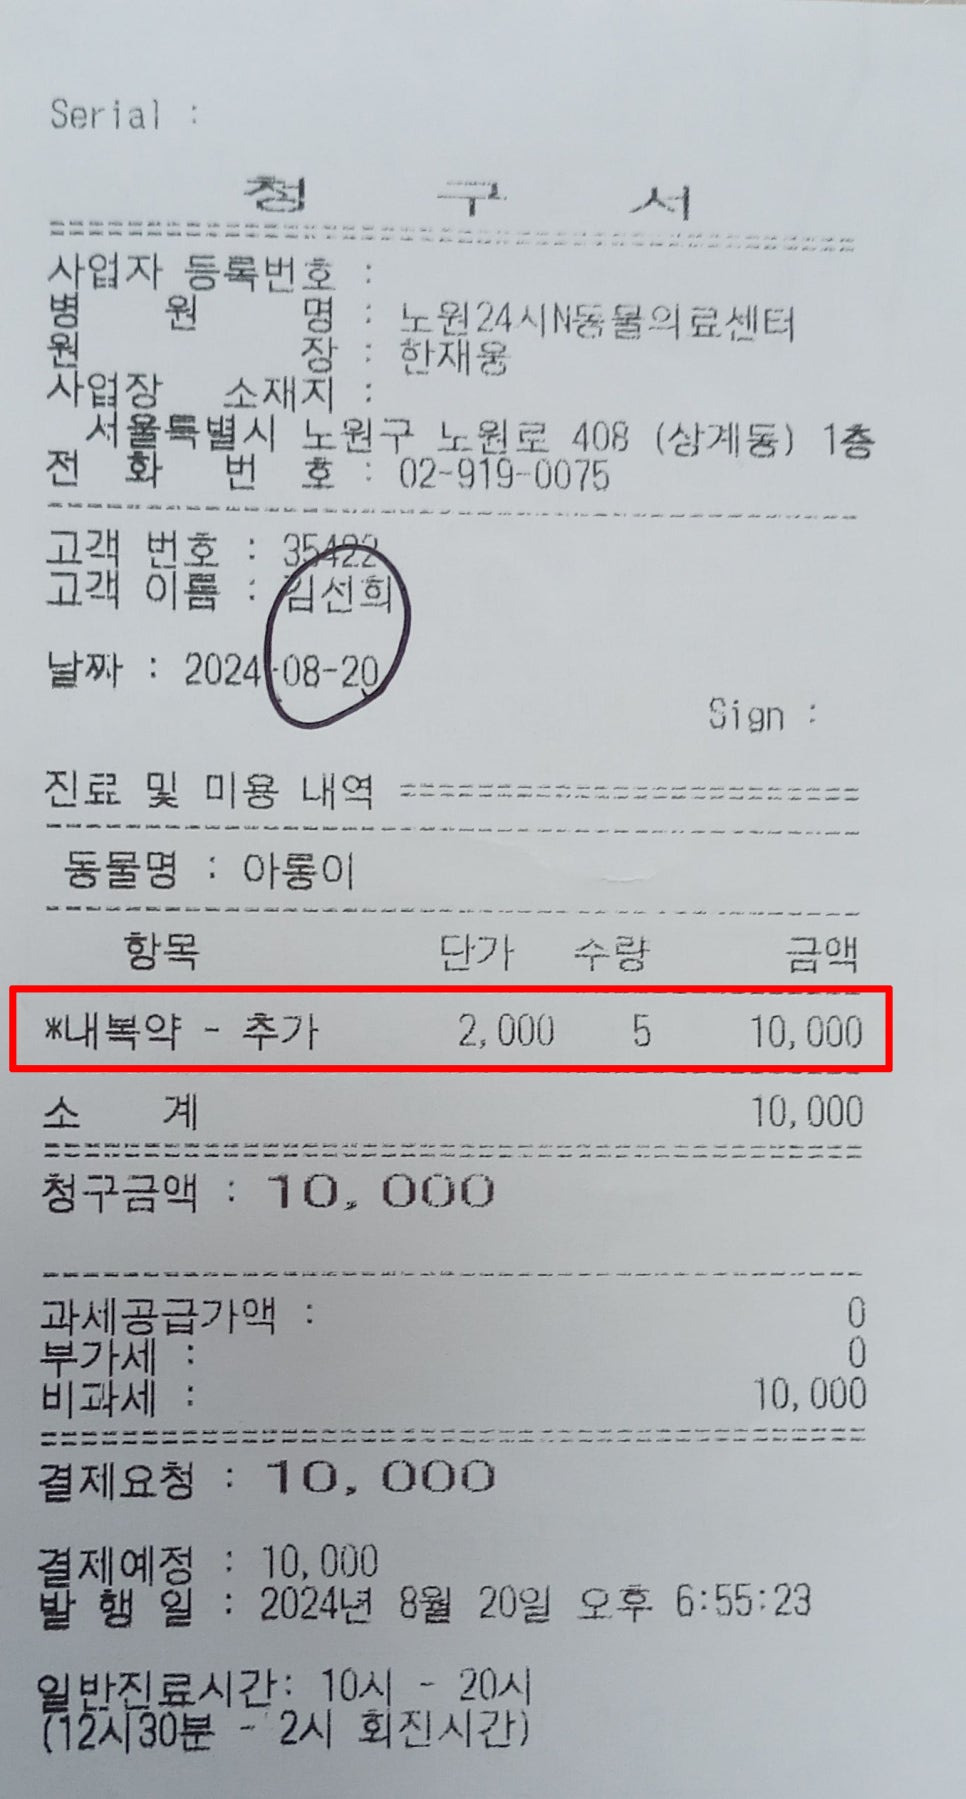 Serial :
청 구 서
사업자 등록번호 :
병 원 명 : 노원24시N동물의료센터
원 장 : 한재웅
사업장 소재지 :
서울특별시 노원구 노원로 408 (상계동) 1층
전 화 번 호 : 02-919-0075
고객 번호 : 35422
고객 이름 : 김선희
날짜 : 2024-08-20
Sign :
진료 및 미용 내역
동물명 : 아롱이
항목 단가 수량 금액
*내복약 - 추가 2,000 5 10,000
소 계 10,000
청구금액 : 10,000
과세공급가액 : 0
부가세 : 0
비과세 : 10,000
결제요청 : 10,000
결제예정 : 10,000
발 행 일 : 2024년 8월 20일 오후 6:55:23
일반진료시간: 10시 - 20시
(12시30분 - 2시 회진시간)